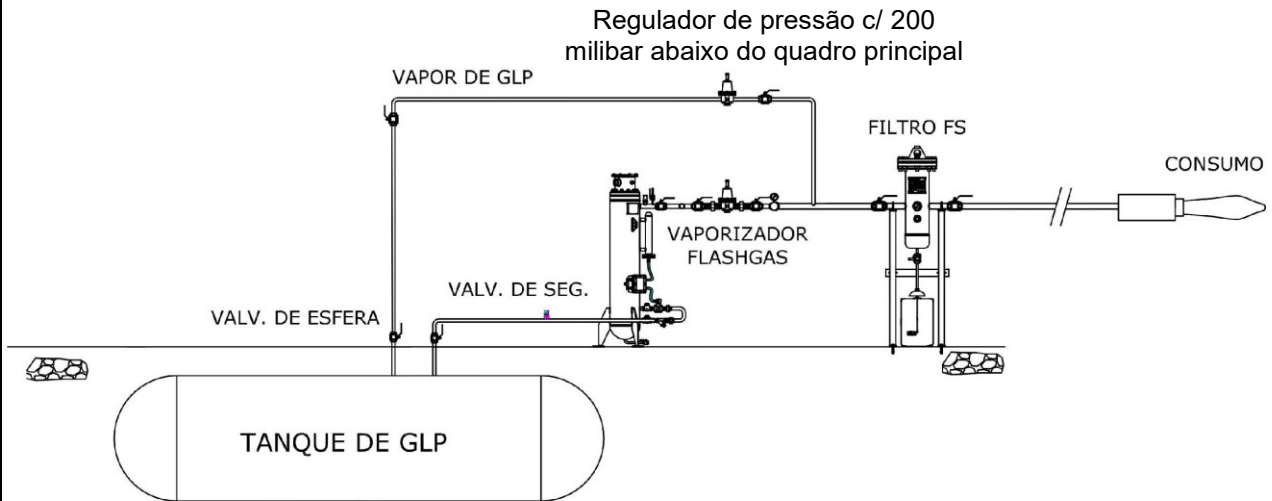 Regulador de pressão c/ 200
milibar abaixo do quadro principal
VAPOR DE GLP
FILTRO FS
CONSUMO
VAPORIZADOR
FLASHGAS
VALV. DE SEG.
VALV. DE ESFERA
TANQUE DE GLP